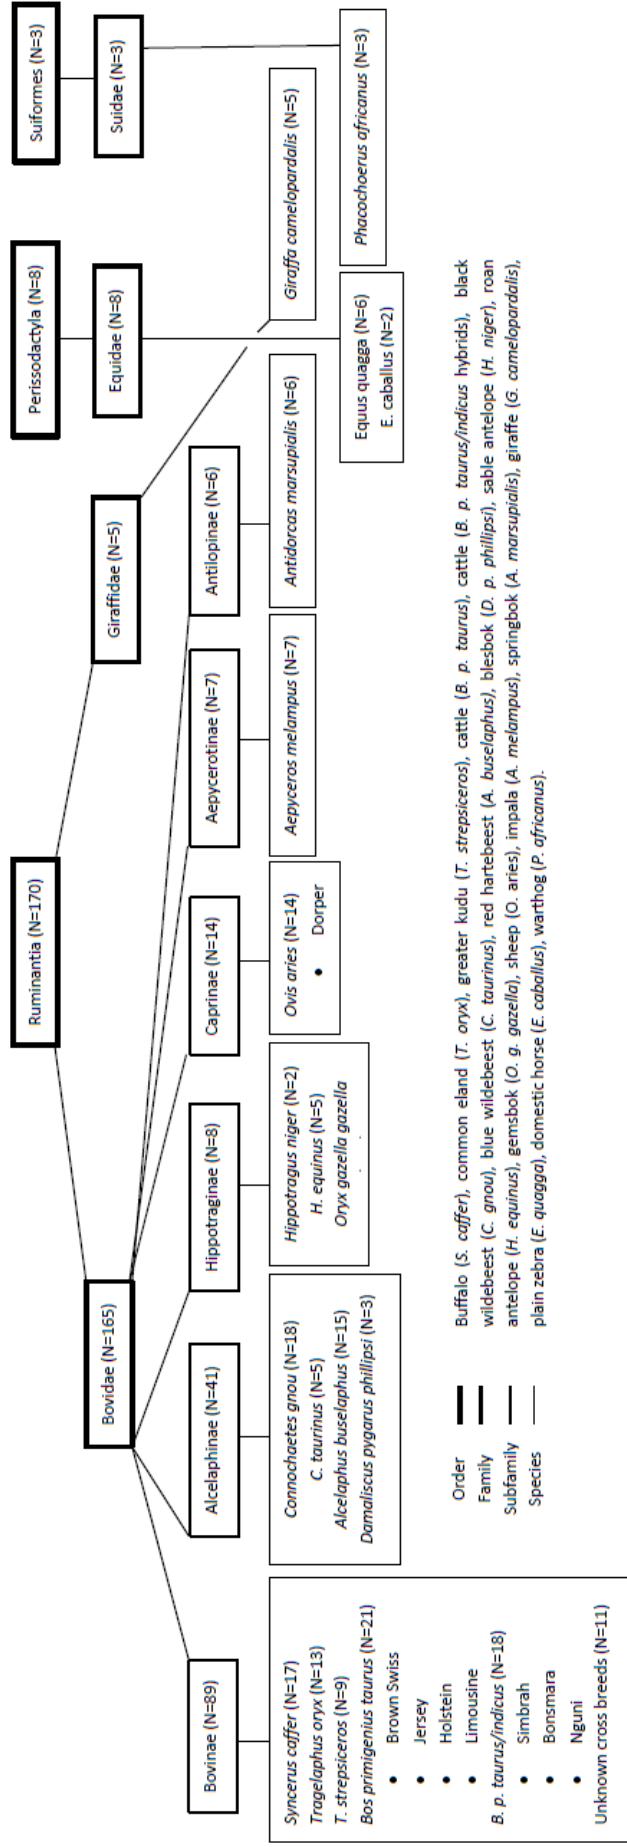 Ruminantia (N=170)
Perissodactyla (N=8)
Suiformes (N=3)
Bovidae (N=165)
Giraffidae (N=5)
Equidae (N=8)
Suidae (N=3)
Bovinae (N=89)
Alcelaphinae (N=41)
Hippotraginae (N=8)
Caprinae (N=14)
Aepycerotinae (N=7)
Antilopinae (N=6)
Syncerus caffer (N=17)
Tragelaphus oryx (N=13)
T. strepsiceros (N=9)
Bos primigenius taurus (N=21)
• Brown Swiss
• Jersey
• Holstein
• Limousine
B. p. taurus/indicus (N=18)
• Simbrah
• Bonsmara
• Nguni
Unknown cross breeds (N=11)
Connochaetes gnou (N=18)
C. taurinus (N=5)
Alcelaphus buselaphus (N=15)
Damaliscus pygarus phillipsi (N=3)
Hippotragus niger (N=2)
H. equinus (N=5)
Oryx gazella gazella
Ovis aries (N=14)
• Dorper
Aepyceros melampus (N=7)
Antidorcas marsupialis (N=6)
Giraffa camelopardalis (N=5)
Equus quagga (N=6)
E. caballus (N=2)
Phacochoerus africanus (N=3)
Order
Family
Subfamily
Species
Buffalo (S. caffer), common eland (T. oryx), greater kudu (T. strepsiceros), cattle (B. p. taurus), cattle (B. p. taurus/indicus hybrids), black
wildebeest (C. gnou), blue wildebeest (C. taurinus), red hartebeest (A. buselaphus), blesbok (D. p. phillipsi), sable antelope (H. niger), roan
antelope (H. equinus), gemsbok (O. g. gazella), sheep (O. aries), impala (A. melampus), springbok (A. marsupialis), giraffe (G. camelopardalis),
plain zebra (E. quagga), domestic horse (E. caballus), warthog (P. africanus).